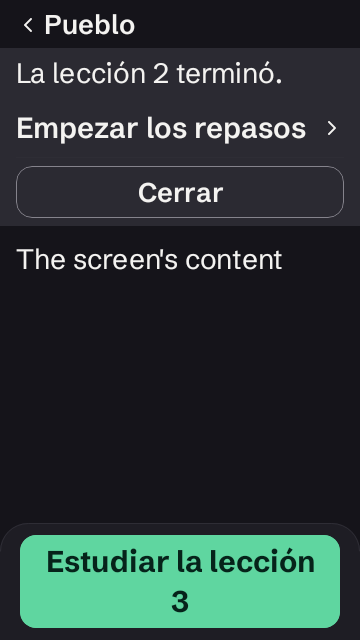 Pueblo
La lección 2 terminó.
Empezar los repasos
Cerrar
The screen's content
Estudiar la lección
3